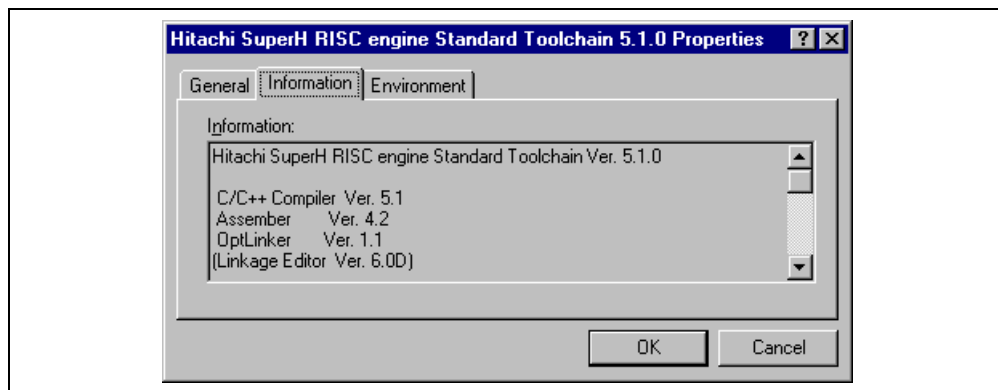 Hitachi SuperH RISC engine Standard Toolchain 5.1.0 Properties ? ×
General Information Environment
Information:
Hitachi SuperH RISC engine Standard Toolchain Ver. 5.1.0
C/C++ Compiler Ver. 5.1
Assember Ver. 4.2
OptLinker Ver. 1.1
(Linkage Editor Ver. 6.0D)
OK Cancel